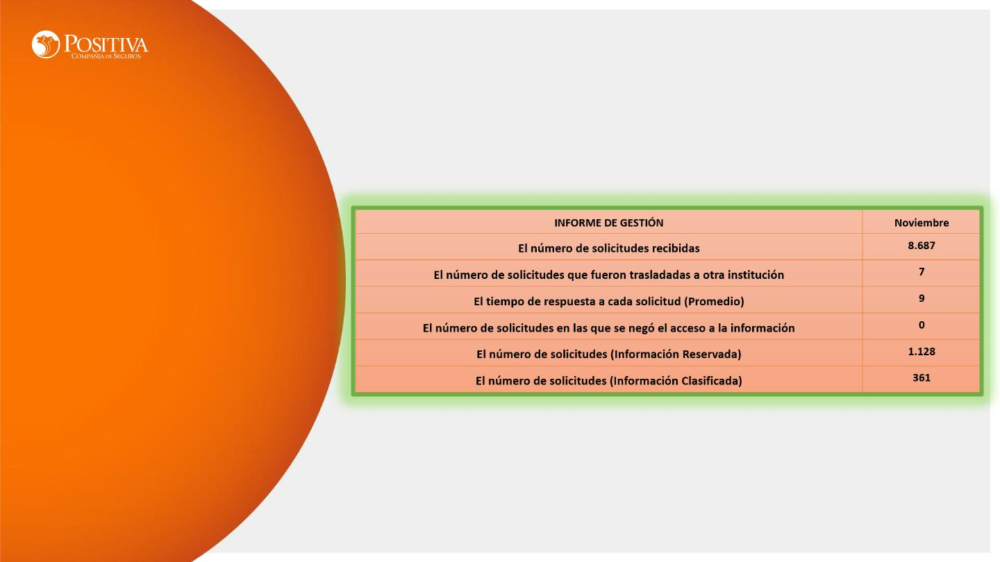 POSITIVA
COMPAÑIA DE SEGUROS
INFORME DE GESTIÓN Noviembre
El número de solicitudes recibidas 8.687
El número de solicitudes que fueron trasladadas a otra institución 7
El tiempo de respuesta a cada solicitud (Promedio) 9
El número de solicitudes en las que se negó el acceso a la información 0
El número de solicitudes (Información Reservada) 1.128
El número de solicitudes (Información Clasificada) 361